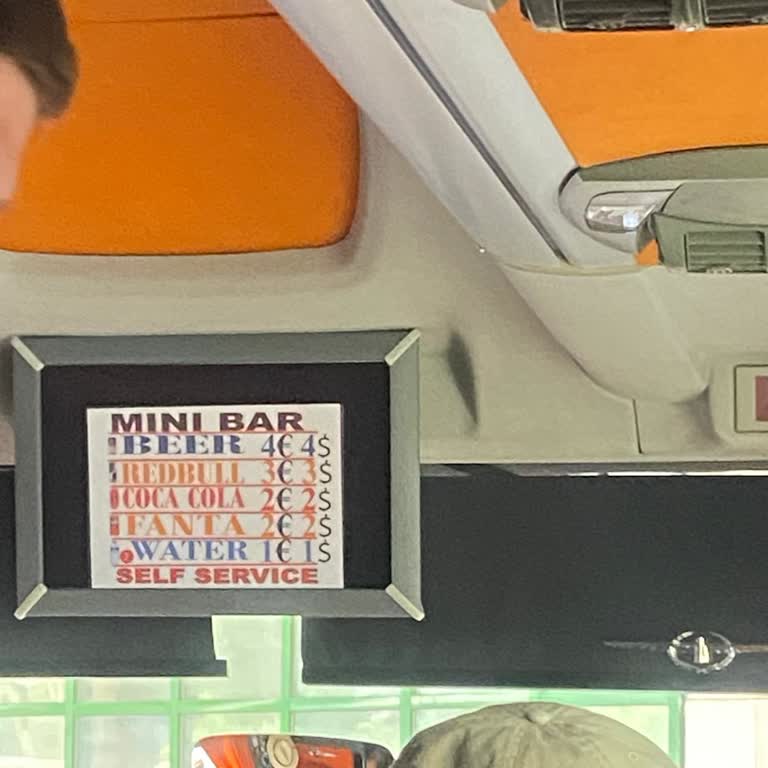 MINI BAR
BEER 4€ 4$
REDBULL 3€ 3$
COCA COLA 2€ 2$
FANTA 2€ 2$
WATER 1€ 1$
SELF SERVICE